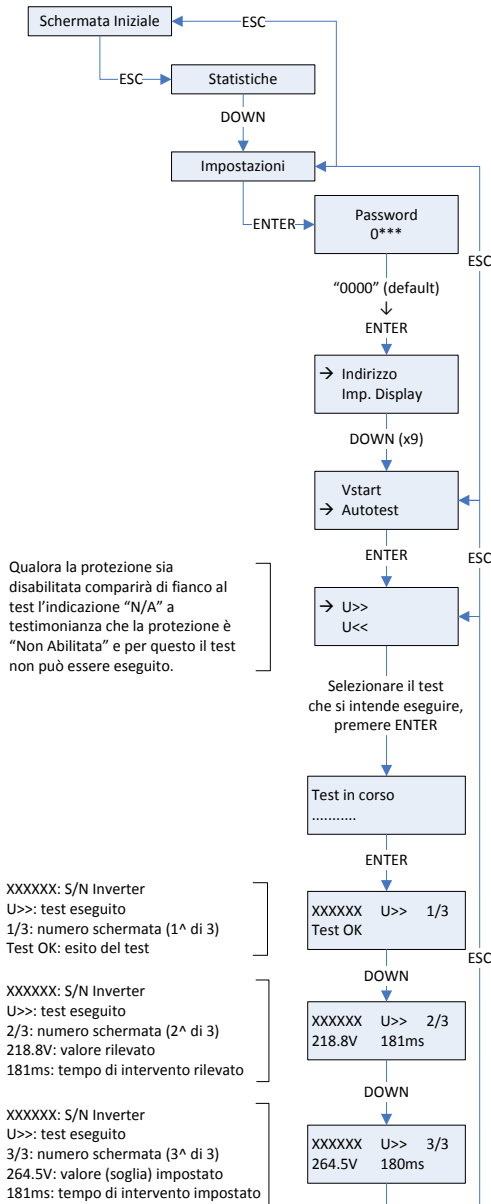 Schermata Iniziale
ESC
ESC
Statistiche
DOWN
Impostazioni
ENTER
Password
0***
ESC
“0000” (default)
↓
ENTER
→ Indirizzo
Imp. Display
DOWN (x9)
Vstart
→ Autotest
ENTER
ESC
Qualora la protezione sia
disabilitata comparirà di fianco al
test l'indicazione “N/A” a
testimonianza che la protezione è
“Non Abilitata” e per questo il test
non può essere eseguito.
→ U>>
U<<
Selezionare il test
che si intende eseguire,
premere ENTER
Test in corso
...........
ENTER
XXXXXX: S/N Inverter
U>>: test eseguito
1/3: numero schermata (1^ di 3)
Test OK: esito del test
XXXXXX U>> 1/3
Test OK
ESC
DOWN
XXXXXX: S/N Inverter
U>>: test eseguito
2/3: numero schermata (2^ di 3)
218.8V: valore rilevato
181ms: tempo di intervento rilevato
XXXXXX U>> 2/3
218.8V 181ms
DOWN
XXXXXX: S/N Inverter
U>>: test eseguito
3/3: numero schermata (3^ di 3)
264.5V: valore (soglia) impostato
181ms: tempo di intervento impostato
XXXXXX U>> 3/3
264.5V 180ms